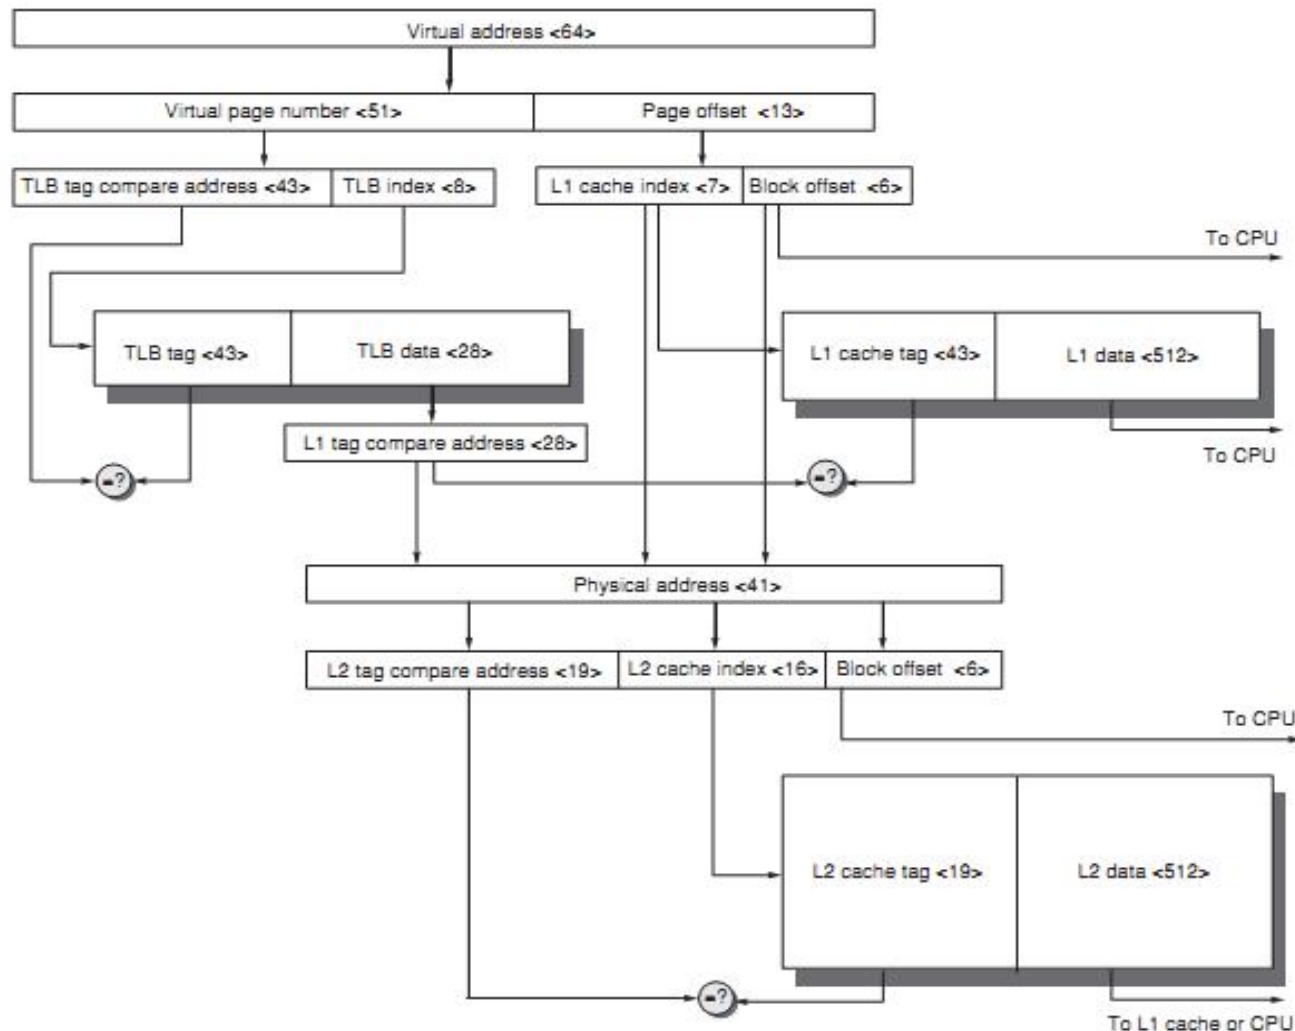 Virtual address <64>
Virtual page number <51> Page offset <13>
TLB tag compare address <43> TLB index <8> L1 cache index <7> Block offset <6>
To CPU
TLB tag <43> TLB data <28> L1 cache tag <43> L1 data <512>
L1 tag compare address <28>
To CPU
=? =?
Physical address <41>
L2 tag compare address <19> L2 cache index <16> Block offset <6>
To CPU
L2 cache tag <19> L2 data <512>
=?
To L1 cache or CPU